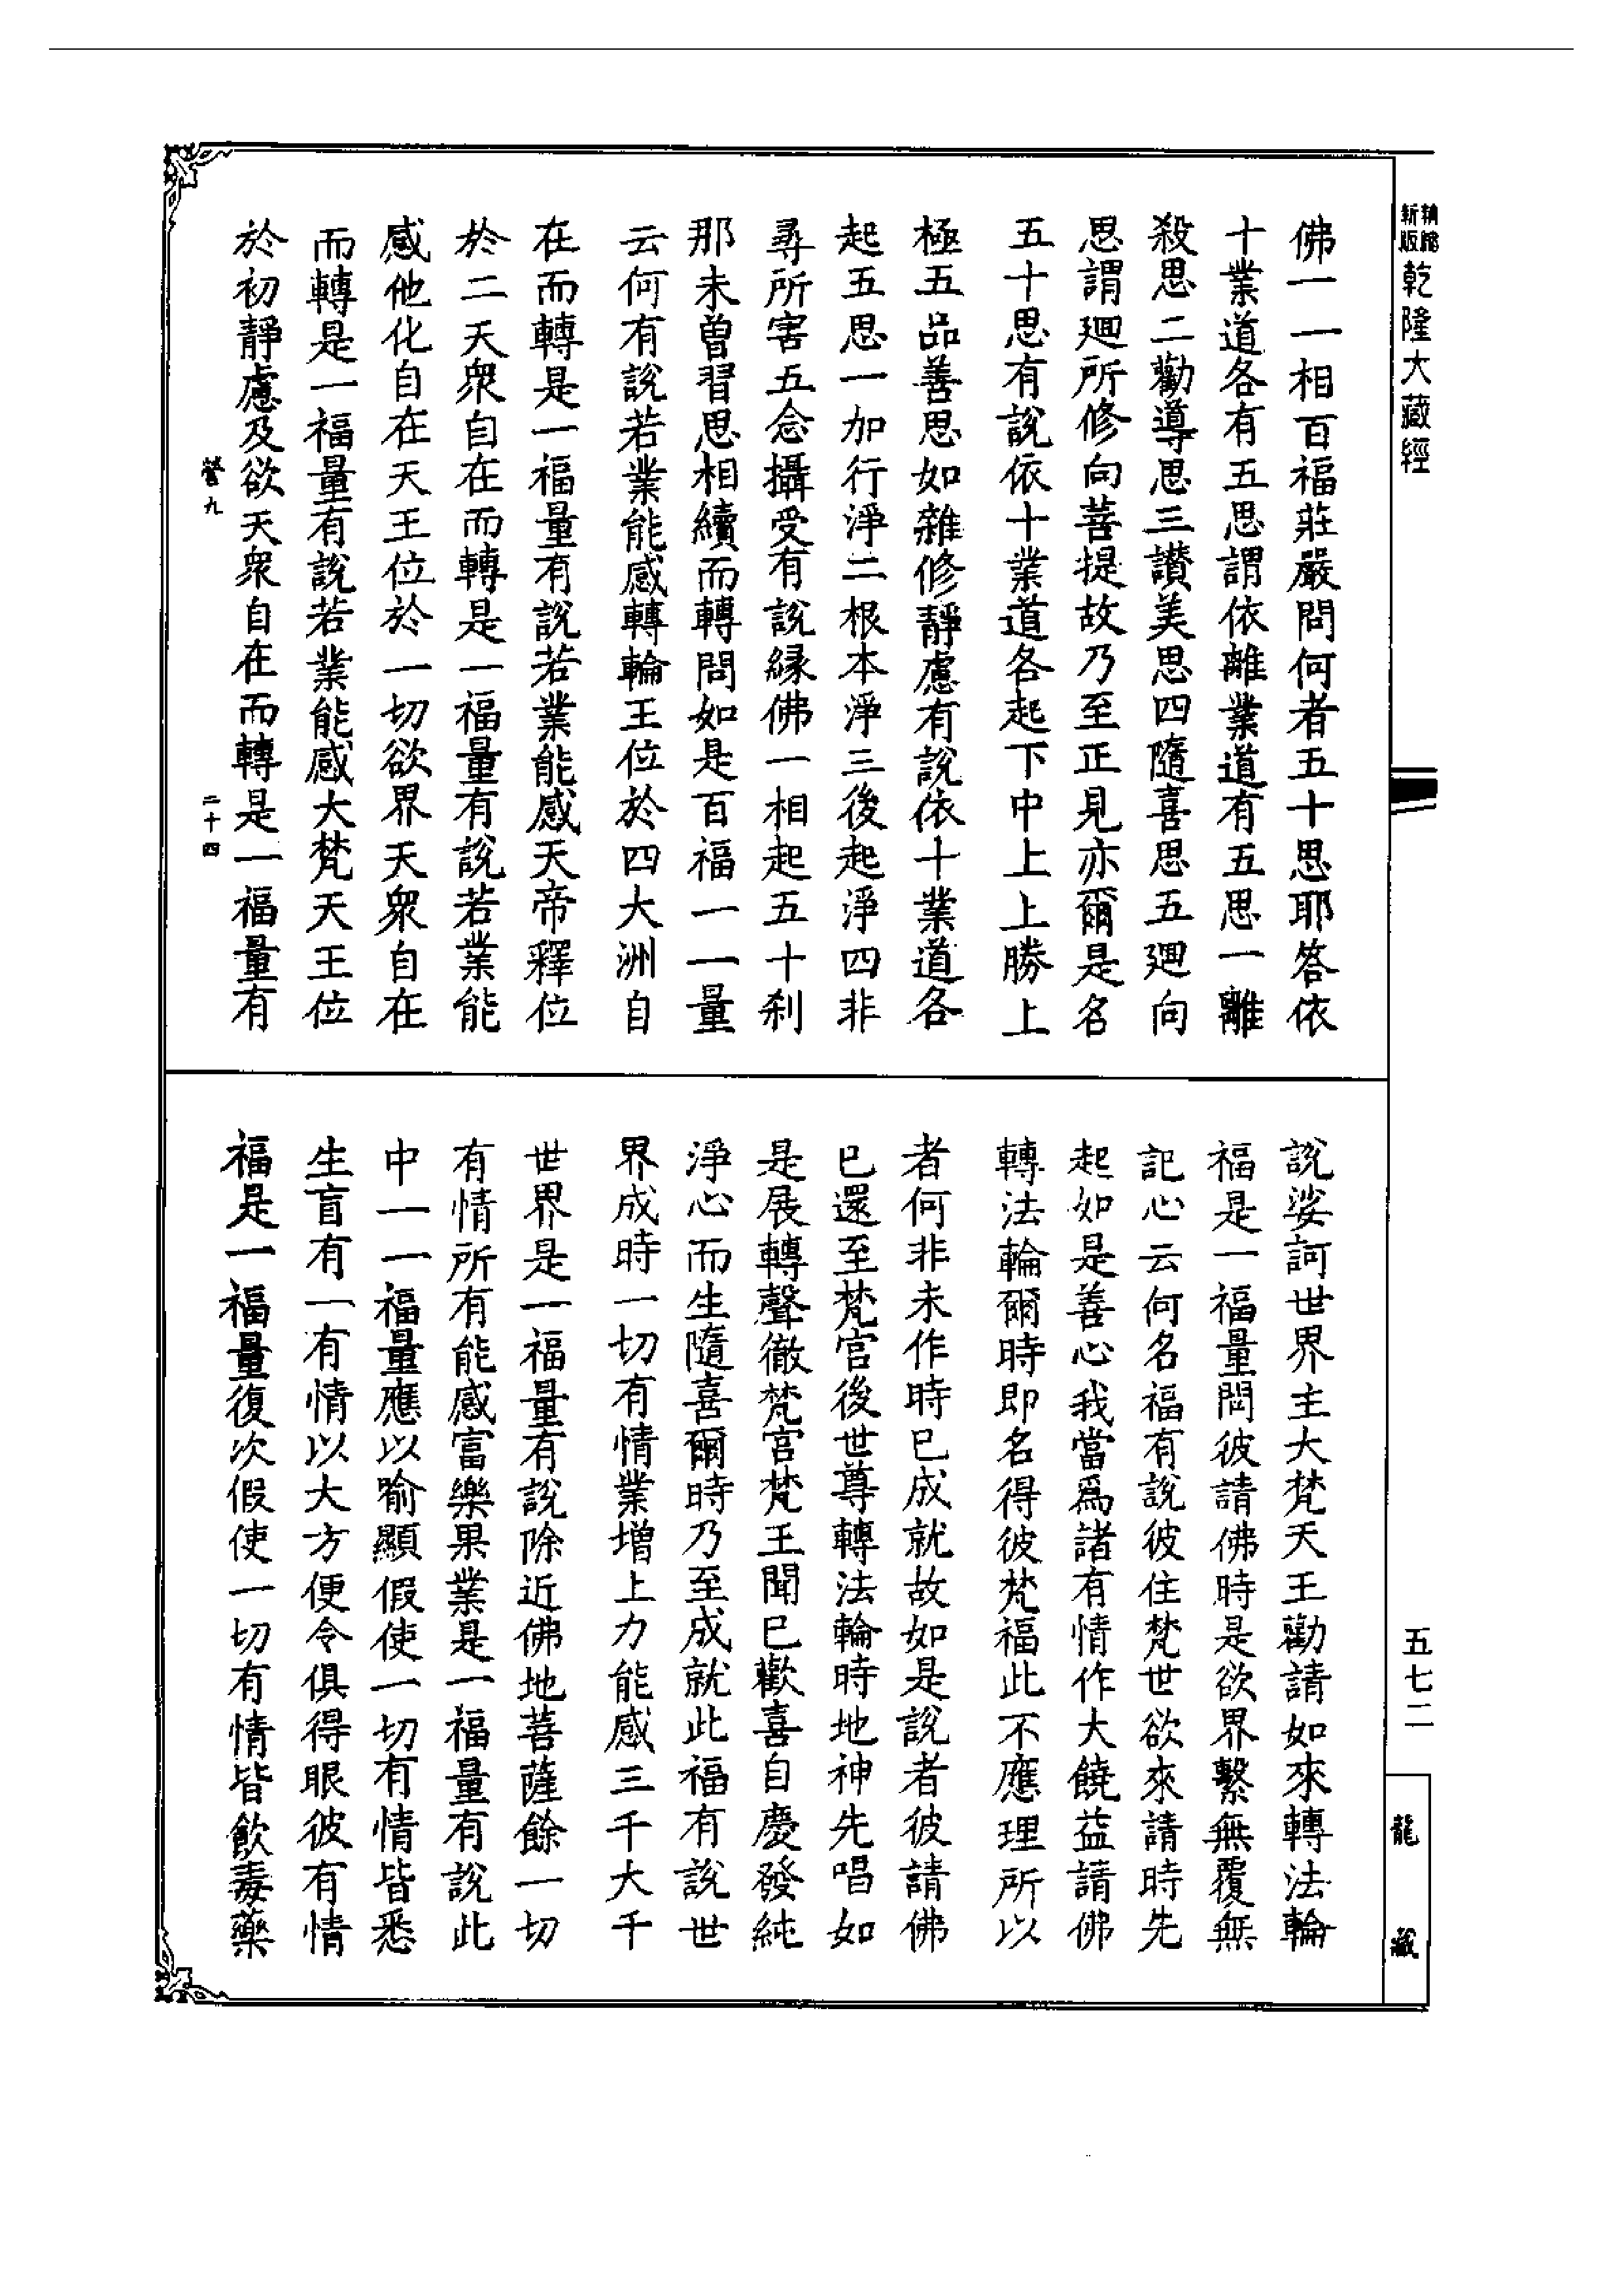 新版
精縮
乾隆大藏經
佛一一相百福莊嚴問何者五十思耶答依
十業道各有五思謂依離業道有五思一離
殺思二勸導思三讚美思四隨喜思五迴向
思謂迴所修向菩提故乃至正見亦爾是名
五十思有說依十業道各起下中上上勝上
極五品善思如雜修靜慮有說依十業道各
起五思一加行淨二根本淨三後起淨四非
尋所害五念攝受有說緣佛一相起五十剎
那未曾習思相續而轉問如是百福一一量
云何有說若業能感轉輪王位於四大洲自
在而轉是一福量有說若業能感天帝釋位
於二天衆自在而轉是一福量有說若業能
感他化自在天王位於一切欲界天衆自在
而轉是一福量有說若業能感大梵天王位
於初靜慮及欲天衆自在而轉是一福量有
營九
二十四
說娑訶世界主大梵天王勸請如來轉法輪
福是一福量問彼請佛時是欲界繫無覆無
記心云何名福有說彼住梵世欲來請時先
起如是善心我當爲諸有情作大饒益請佛
轉法輪爾時即名得彼梵福此不應理所以
者何非未作時已成就故如是說者彼請佛
已還至梵宮後世尊轉法輪時地神先唱如
是展轉聲徹梵宮梵王聞已歡喜自慶發純
淨心而生隨喜爾時乃至成就此福有說世
界成時一切有情業增上力能感三千大千
世界是一福量有說除近佛地菩薩餘一切
有情所有能感富樂果業是一福量有說此
中一一福量應以喻顯假使一切有情皆悉
生盲有一有情以大方便令俱得眼彼有情
福是一福量復次假使一切有情皆飲毒藥
五七二
龍藏